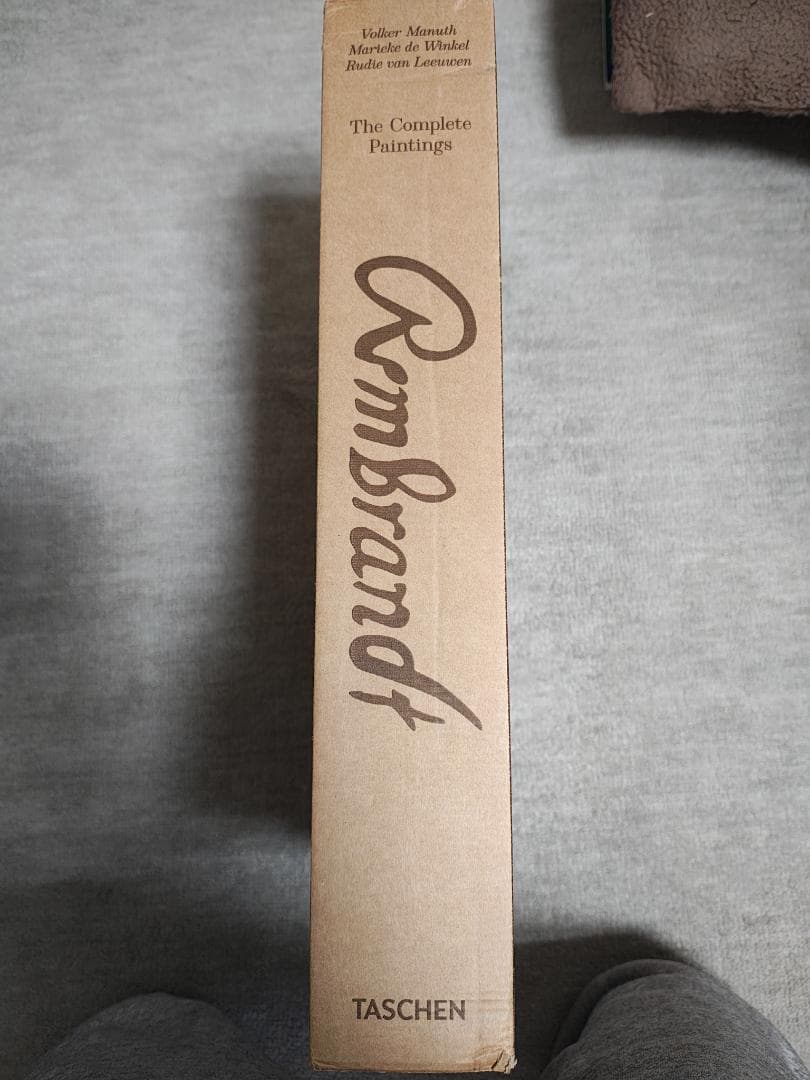 Volker Manuth
Marieke de Winkel
Rudie van Leeuwen
The Complete
Paintings
Rembrandt
TASCHEN